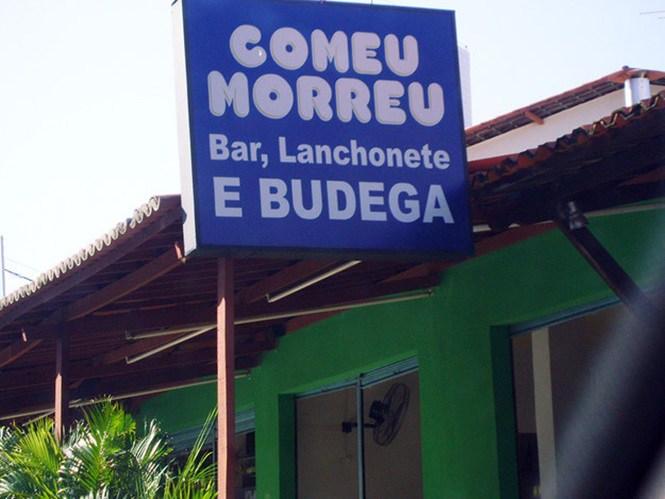 COMEU
MORREU
Bar, Lanchonete
E BUDEGA